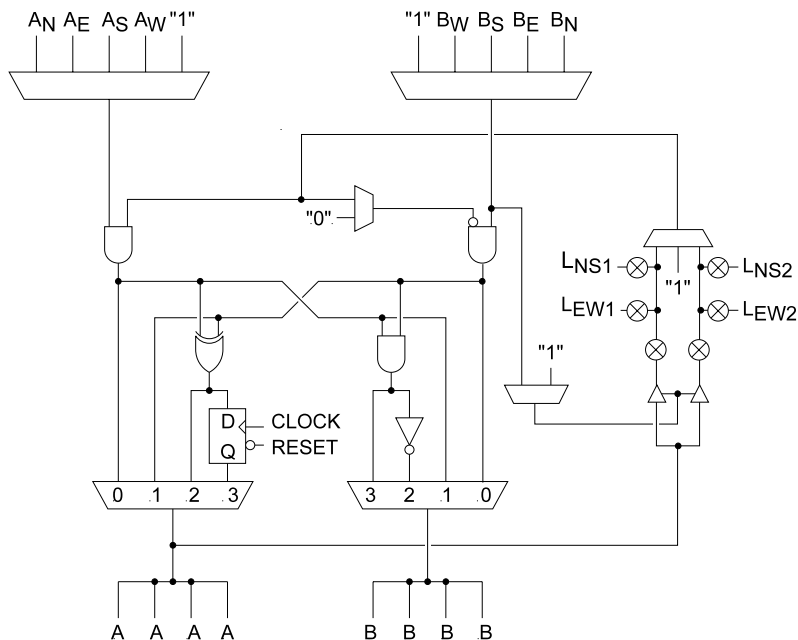 AN AE AS AW "1" "1" BW BS BE BN
"0"
LNS1 "1" LNS2
LEW1 LEW2
"1"
D CLOCK
Q RESET
0 .1 .2 .3 3 2 .1 .0
A A A A B B B .B